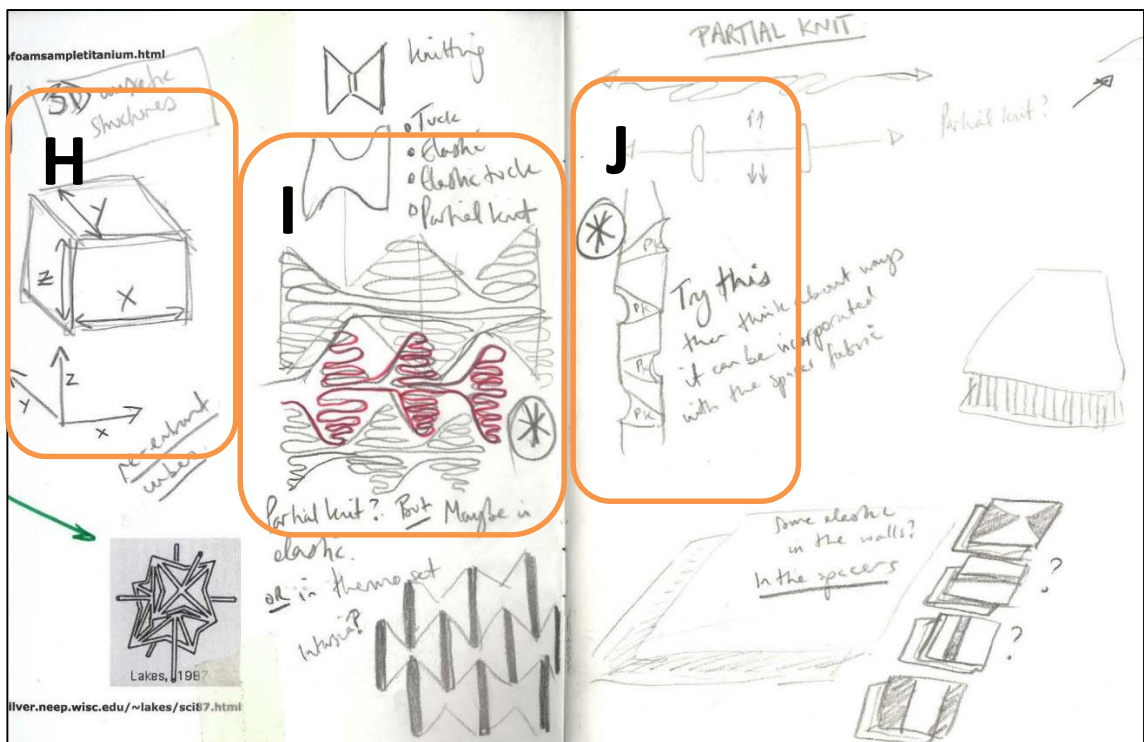 ofoamsampletitanium.html
3D auxetic
structures
H
Y
Z
X
Z
Y
X
re-entrant
cubes
Lakes, 1987
silver.neep.wisc.edu/~lakes/sci87.html
knitting
Tuck
Elastic
Elastic tuck
Partial knit
I
Partial knit? But Maybe in
elastic.
OR in thermo set
Intarsia?
PARTIAL KNIT
Partial knit?
J
PK
PK
PK
PK
Try this
then think about ways
it can be incorporated
with the spacer fabric
Some elastic
in the walls?
In the spacers
?
?
?